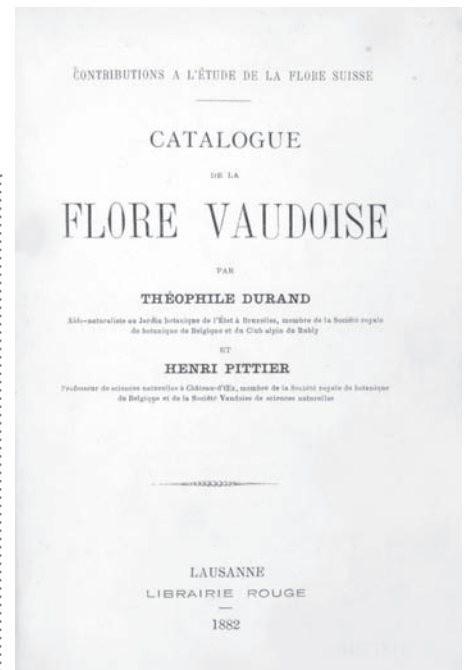 CONTRIBUTIONS A L'ÉTUDE DE LA FLORE SUISSE
CATALOGUE
DE LA
FLORE VAUDOISE
PAR
THÉOPHILE DURAND
Aide-naturaliste au Jardin botanique de l'État à Bruxelles, membre de la Société royale
de botanique de Belgique et du Club alpin du Rubly
ET
HENRI PITTIER
Professeur de sciences naturelles à Château-d'Œx, membre de la Société royale de botanique
de Belgique et de la Société Vaudoise de sciences naturelles
LAUSANNE
LIBRAIRIE ROUGE
1882